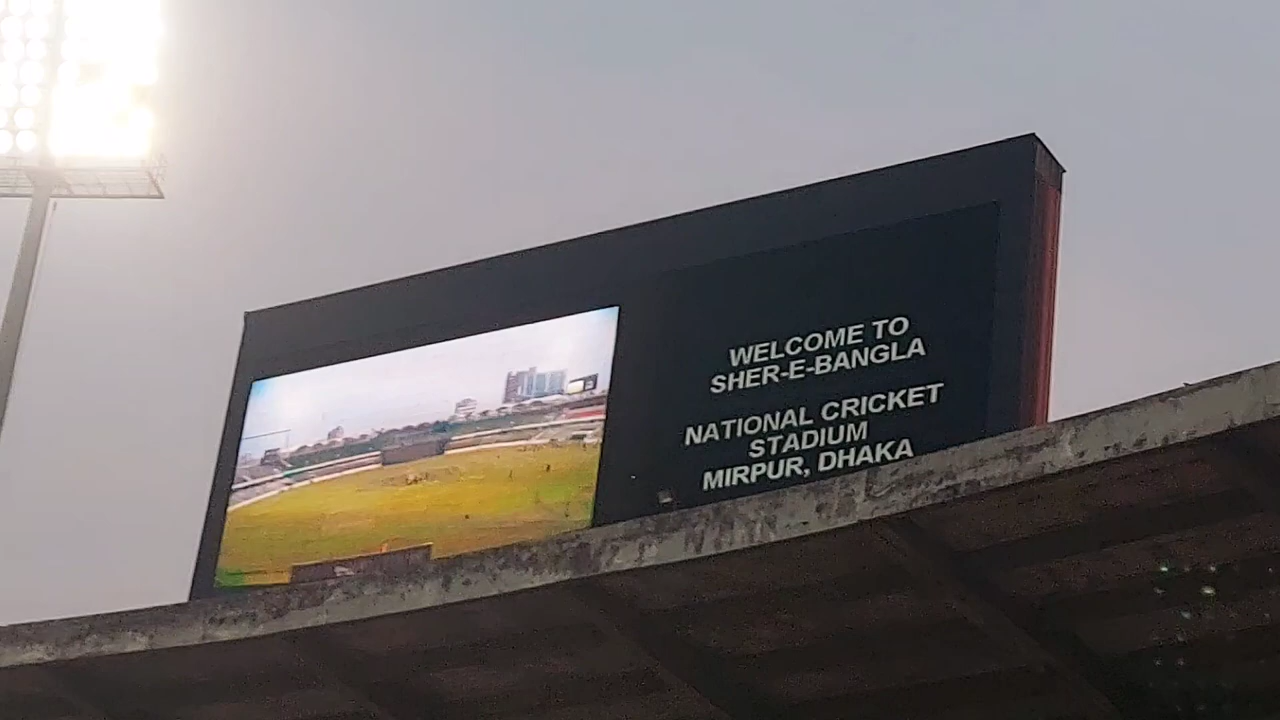 WELCOME TO
SHER-E-BANGLA
NATIONAL CRICKET
STADIUM
MIRPUR, DHAKA